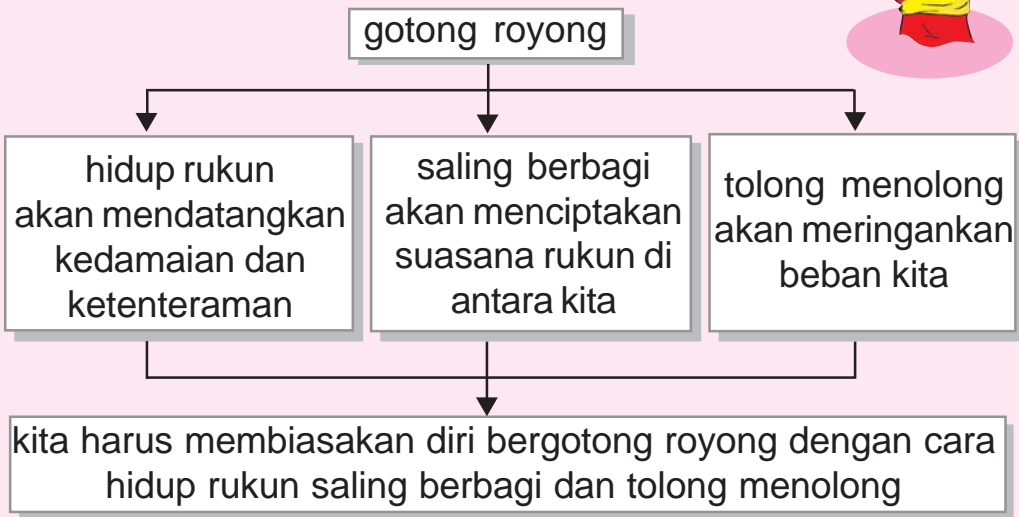 gotong royong
hidup rukun
akan mendatangkan
kedamaian dan
ketenteraman
saling berbagi
akan menciptakan
suasana rukun di
antara kita
tolong menolong
akan meringankan
beban kita
kita harus membiasakan diri bergotong royong dengan cara
hidup rukun saling berbagi dan tolong menolong